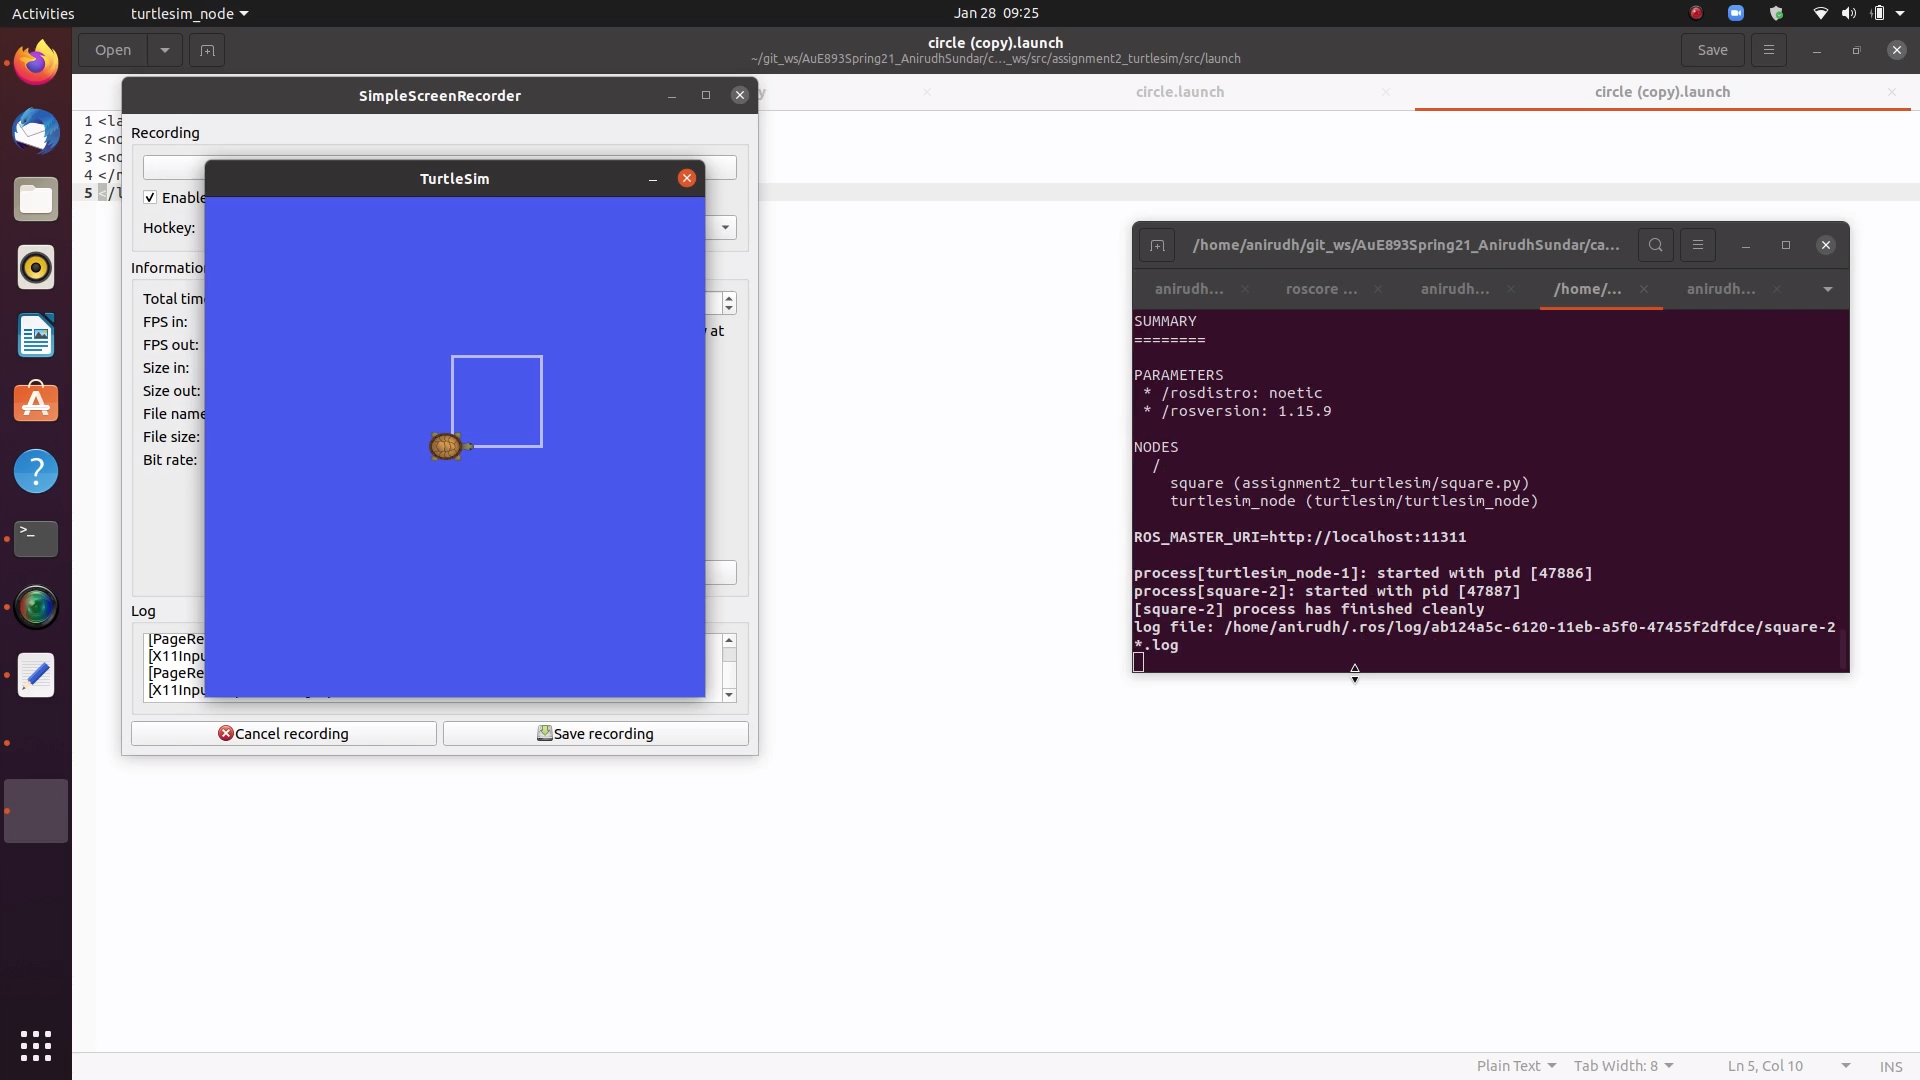 Activities
turtlesim_node
Jan 28 09:25
Open
circle (copy).launch
~/git_ws/AuE893Spring21_AnirudhSundar/c..._ws/src/assignment2_turtlesim/src/launch
Save
circle.launch
circle (copy).launch
1 <la
2 <no
3 <no
4 </n
5 </l
SimpleScreenRecorder
Recording
Enable
Hotkey:
Information
Total time
FPS in:
FPS out:
Size in:
Size out:
File name
File size:
Bit rate:
at
Log
[PageRe
[X11Inpu
[PageRe
[X11Inpu
Cancel recording
Save recording
TurtleSim
/home/anirudh/git_ws/AuE893Spring21_AnirudhSundar/ca...
anirudh...
roscore ...
anirudh...
/home/...
anirudh...
SUMMARY
========
PARAMETERS
* /rosdistro: noetic
* /rosversion: 1.15.9
NODES
/
square (assignment2_turtlesim/square.py)
turtlesim_node (turtlesim/turtlesim_node)
ROS_MASTER_URI=http://localhost:11311
process[turtlesim_node-1]: started with pid [47886]
process[square-2]: started with pid [47887]
[square-2] process has finished cleanly
log file: /home/anirudh/.ros/log/ab124a5c-6120-11eb-a5f0-47455f2dfdce/square-2
*.log
Plain Text
Tab Width: 8
Ln 5, Col 10
INS